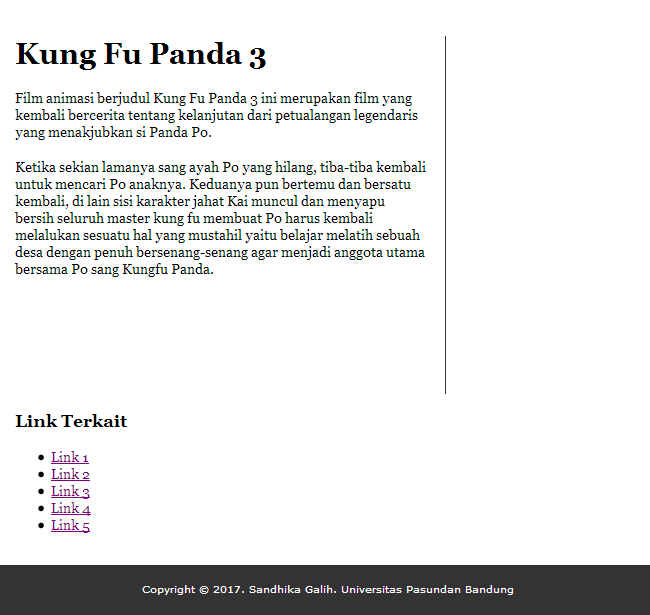 Kung Fu Panda 3
Film animasi berjudul Kung Fu Panda 3 ini merupakan film yang
kembali bercerita tentang kelanjutan dari petualangan legendaris
yang menakjubkan si Panda Po.
Ketika sekian lamanya sang ayah Po yang hilang, tiba-tiba kembali
untuk mencari Po anaknya. Keduanya pun bertemu dan bersatu
kembali, di lain sisi karakter jahat Kai muncul dan menyapu
bersih seluruh master kung fu membuat Po harus kembali
melalukan sesuatu hal yang mustahil yaitu belajar melatih sebuah
desa dengan penuh bersenang-senang agar menjadi anggota utama
bersama Po sang Kungfu Panda.
Link Terkait
Link 1
Link 2
Link 3
Link 4
Link 5
Copyright © 2017. Sandhika Galih. Universitas Pasundan Bandung